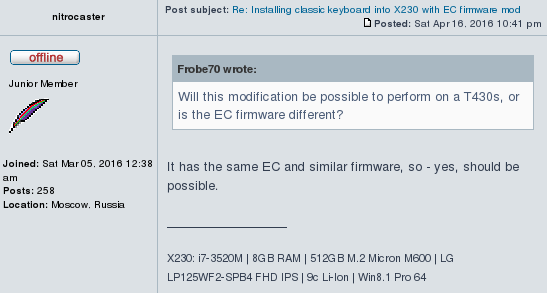 nitrocaster
Post subject: Re: Installing classic keyboard into X230 with EC firmware mod
Posted: Sat Apr 16, 2016 10:41 pm
offline
Junior Member
Joined: Sat Mar 05, 2016 12:38
am
Posts: 258
Location: Moscow, Russia
Frobe70 wrote:
Will this modification be possible to perform on a T430s, or
is the EC firmware different?
It has the same EC and similar firmware, so - yes, should be
possible.
X230: i7-3520M | 8GB RAM | 512GB M.2 Micron M600 | LG
LP125WF2-SPB4 FHD IPS | 9c Li-Ion | Win8.1 Pro 64